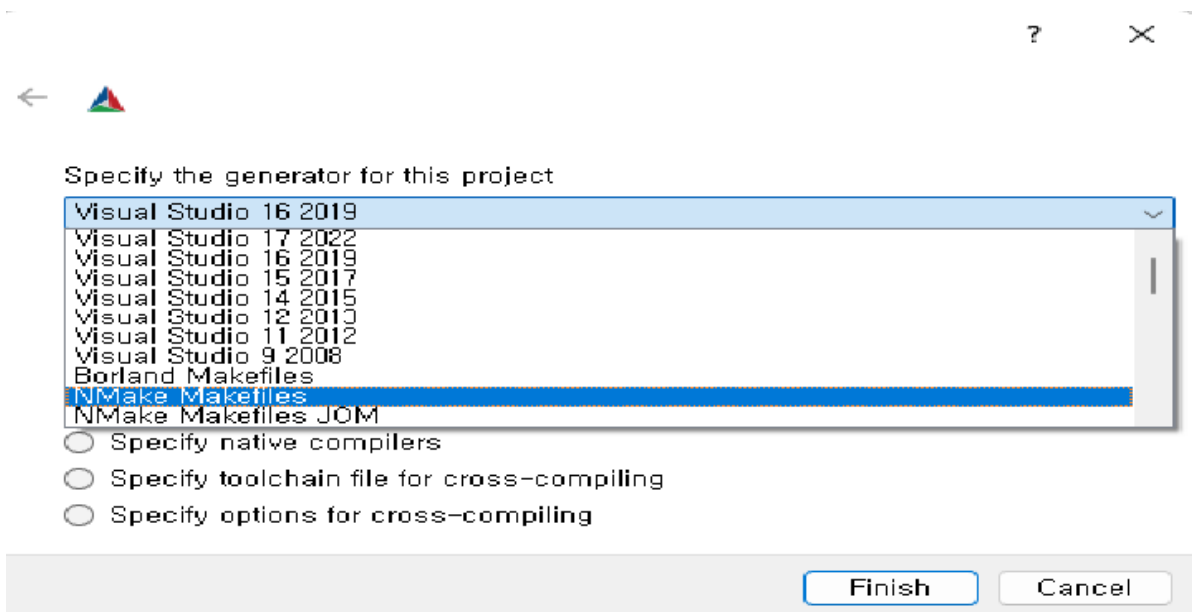 ?
Specify the generator for this project
Visual Studio 16 2019
Visual Studio 17 2022
Visual Studio 16 2019
Visual Studio 15 2017
Visual Studio 14 2015
Visual Studio 12 2013
Visual Studio 11 2012
Visual Studio 9 2008
Borland Makefiles
NMake Makefiles
NMake Makefiles JOM
Specify native compilers
Specify toolchain file for cross-compiling
Specify options for cross-compiling
Finish Cancel